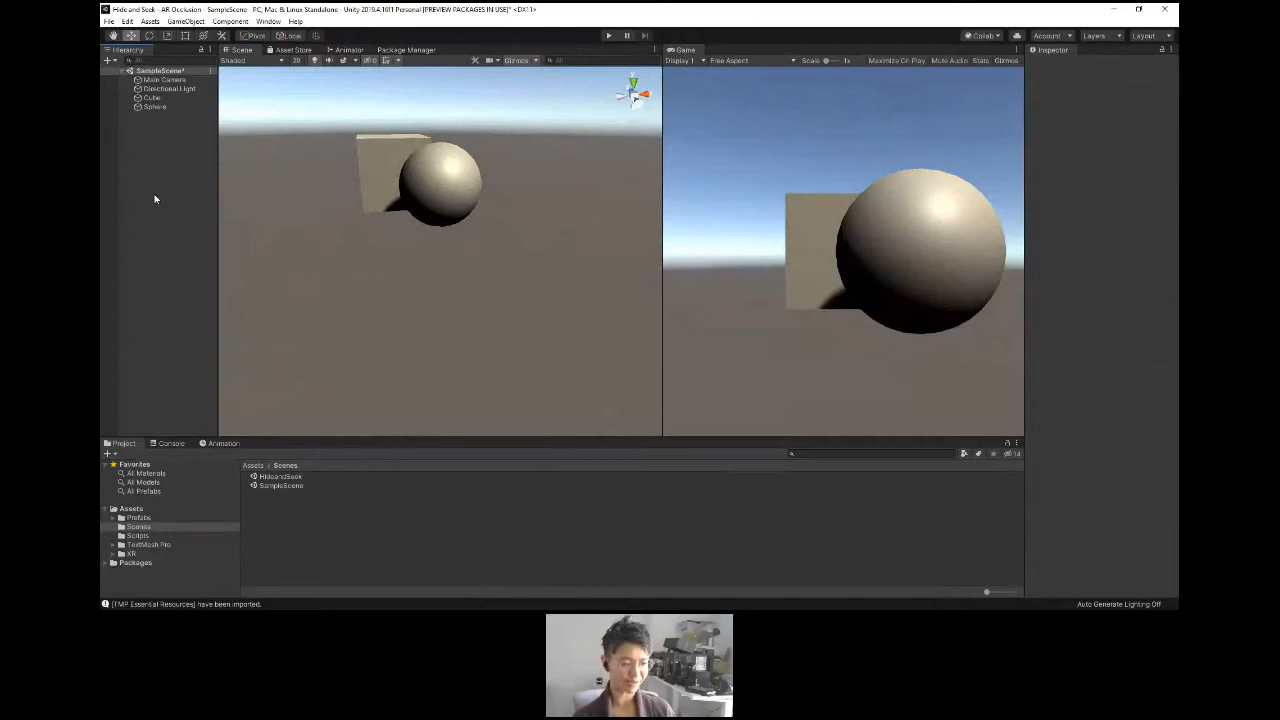 Hide and Seek - AR Occlusion - SampleScene - PC, Mac & Linux Standalone - Unity 2019.4.16f1 Personal [PREVIEW PACKAGES IN USE]* <DX11>
File Edit Assets GameObject Component Window Help
Pivot Local Collab Account Layers Layout
Hierarchy Scene Asset Store Animator Package Manager Game Inspector
All Shaded 2D 0 Gizmos All Display 1 Free Aspect Scale 1x Maximize On Play Mute Audio Stats Gizmos
SampleScene*
Main Camera
Directional Light
Cube
Sphere
y
Project Console Animation
14
Favorites
All Materials
All Models
All Prefabs
Assets
Prefabs
Scenes
Scripts
TextMesh Pro
XR
Packages
Assets > Scenes
HideandSeek
SampleScene
[TMP Essential Resources] have been imported.
Auto Generate Lighting Off